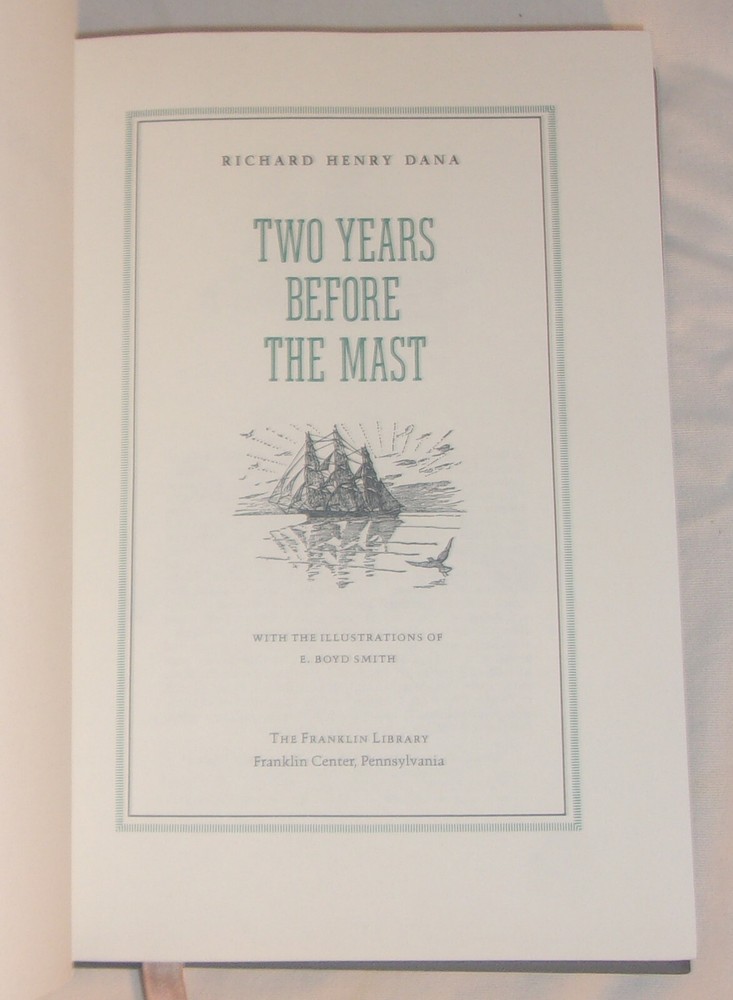 RICHARD HENRY DANA
TWO YEARS
BEFORE
THE MAST
WITH THE ILLUSTRATIONS OF
E. BOYD SMITH
THE FRANKLIN LIBRARY
Franklin Center, Pennsylvania